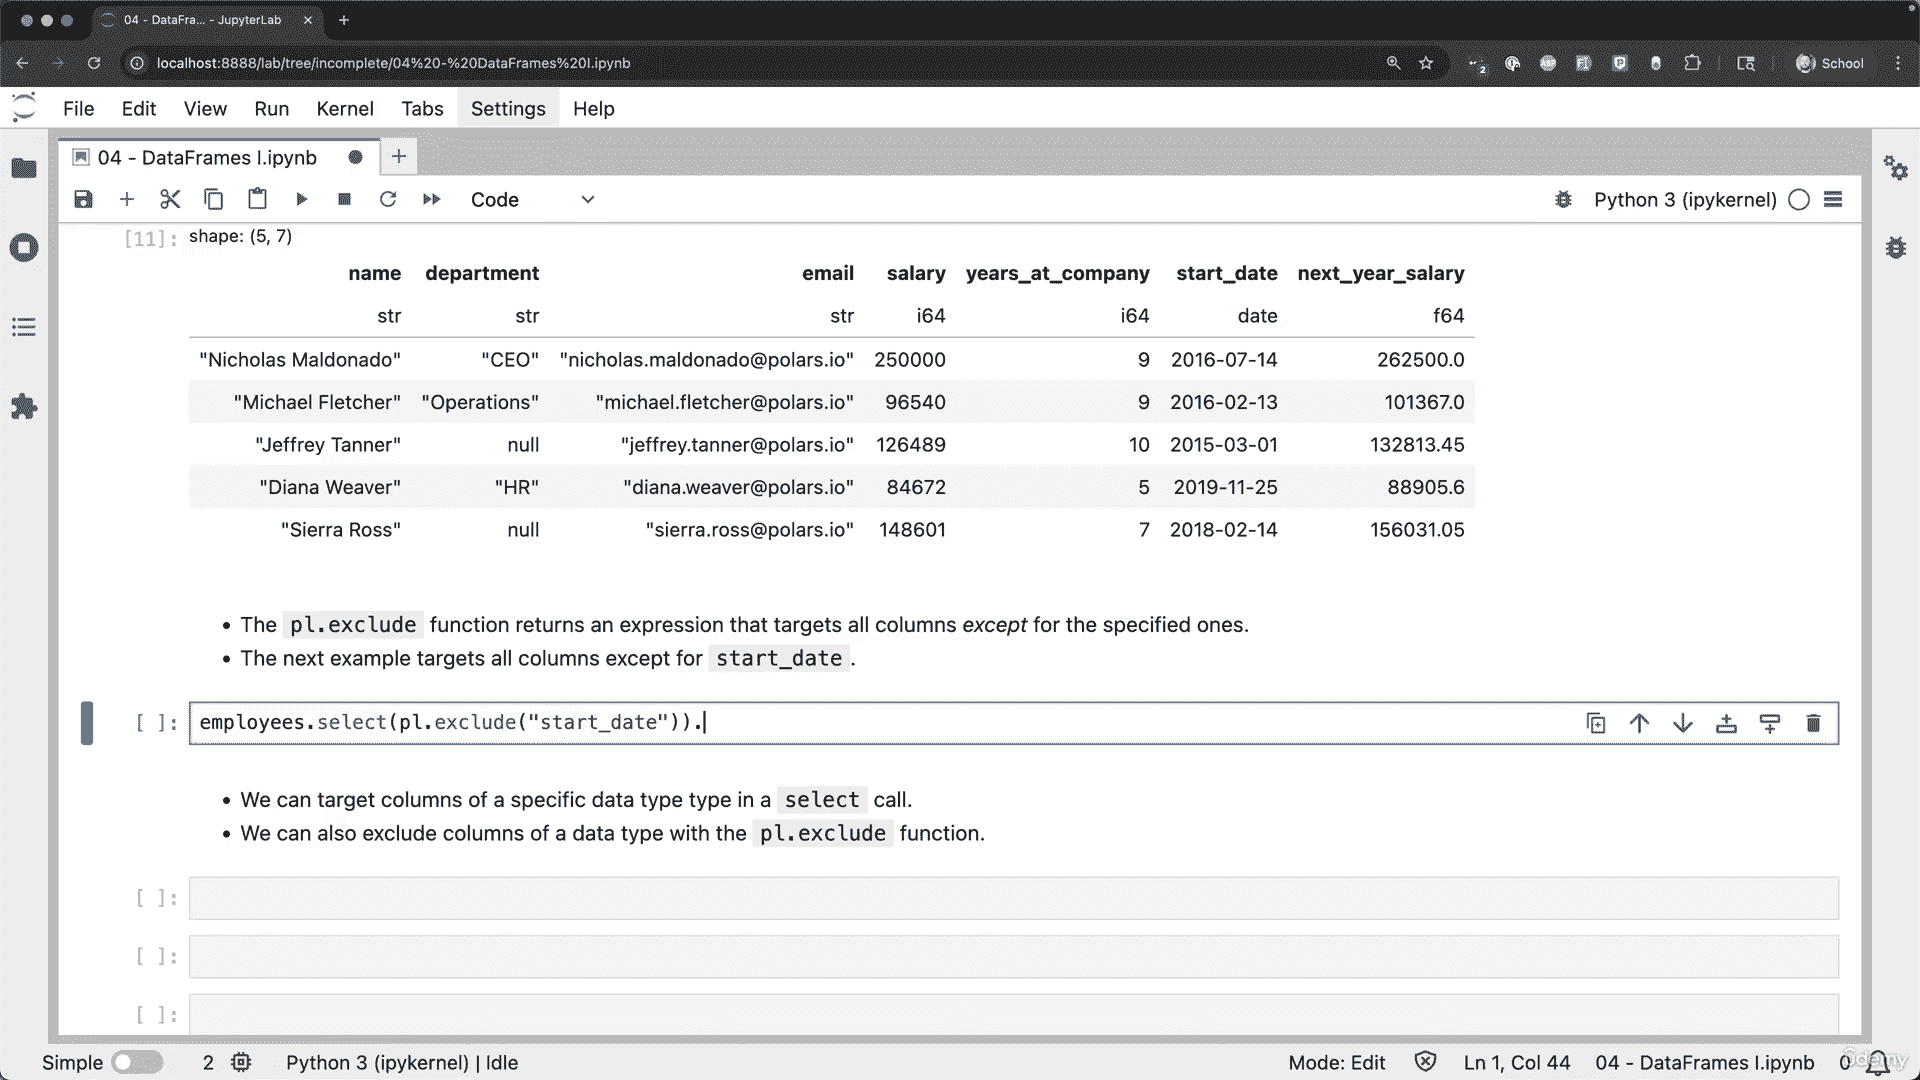 04 - DataFra... - JupyterLab
localhost:8888/lab/tree/incomplete/04%20-%20DataFrames%20I.ipynb
2
ABP
School
File Edit View Run Kernel Tabs Settings Help
04 - DataFrames I.ipynb
Code
Python 3 (ipykernel)
[11]: shape: (5, 7)
name department email salary years_at_company start_date next_year_salary
str str str i64 i64 date f64
"Nicholas Maldonado" "CEO" "nicholas.maldonado@polars.io" 250000 9 2016-07-14 262500.0
"Michael Fletcher" "Operations" "michael.fletcher@polars.io" 96540 9 2016-02-13 101367.0
"Jeffrey Tanner" null "jeffrey.tanner@polars.io" 126489 10 2015-03-01 132813.45
"Diana Weaver" "HR" "diana.weaver@polars.io" 84672 5 2019-11-25 88905.6
"Sierra Ross" null "sierra.ross@polars.io" 148601 7 2018-02-14 156031.05
• The pl.exclude function returns an expression that targets all columns except for the specified ones.
• The next example targets all columns except for start_date .
[ ]: employees.select(pl.exclude("start_date")).
• We can target columns of a specific data type type in a select call.
• We can also exclude columns of a data type with the pl.exclude function.
[ ]:
[ ]:
[ ]:
Simple 2 Python 3 (ipykernel) | Idle Mode: Edit Ln 1, Col 44 04 - DataFrames I.ipynb 0
Udemy